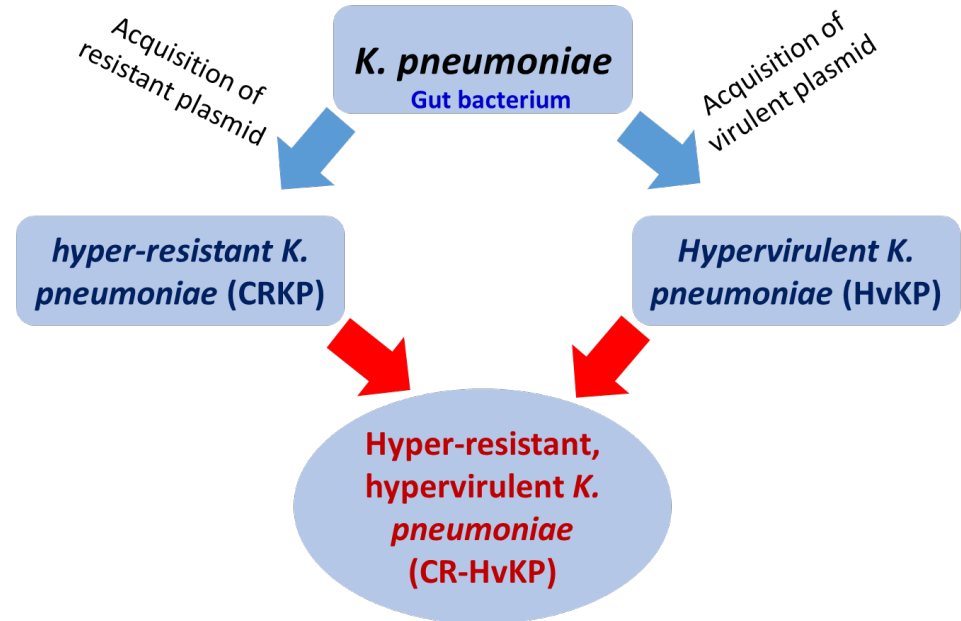 Acquisition of
resistant plasmid
K. pneumoniae
Gut bacterium
Acquisition of
virulent plasmid
hyper-resistant K.
pneumoniae (CRKP)
Hypervirulent K.
pneumoniae (HvKP)
Hyper-resistant,
hypervirulent K.
pneumoniae
(CR-HvKP)